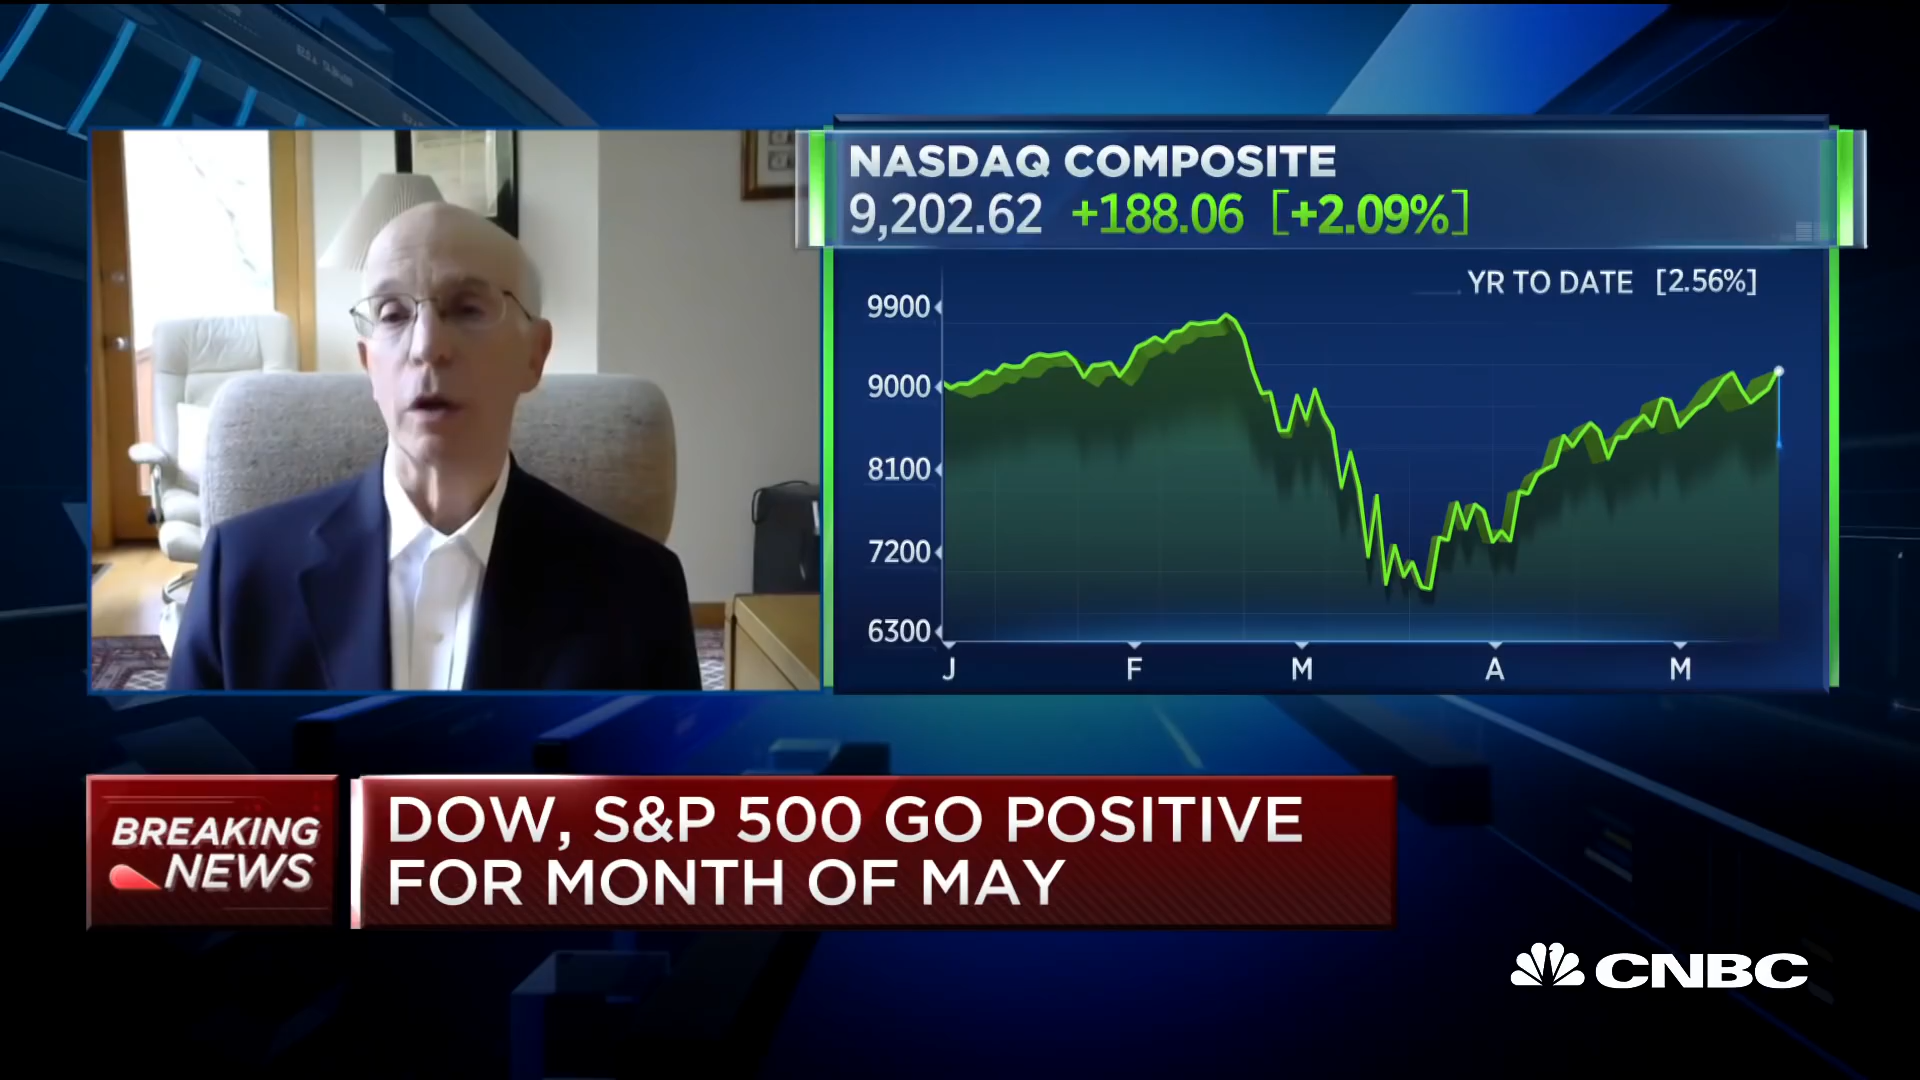 NASDAQ COMPOSITE
9,202.62 +188.06 [+2.09%]
YR TO DATE [2.56%]
9900
9000
8100
7200
6300
J F M A M
BREAKING
NEWS
DOW, S&P 500 GO POSITIVE
FOR MONTH OF MAY
CNBC